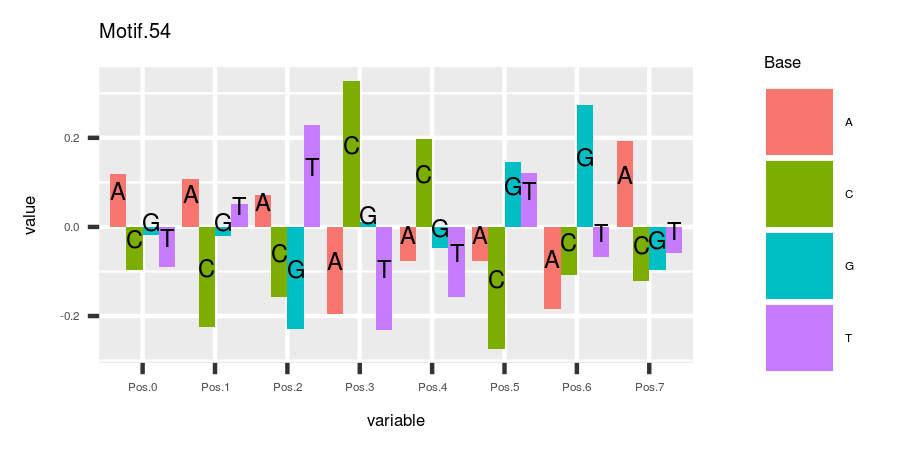 Motif.54
Base
A
C
G
T
value
0.2
0.0
-0.2
A C G T A C G T A C G T A C G T A C G T A C G T A C G T A C G T
Pos.0 Pos.1 Pos.2 Pos.3 Pos.4 Pos.5 Pos.6 Pos.7
variable